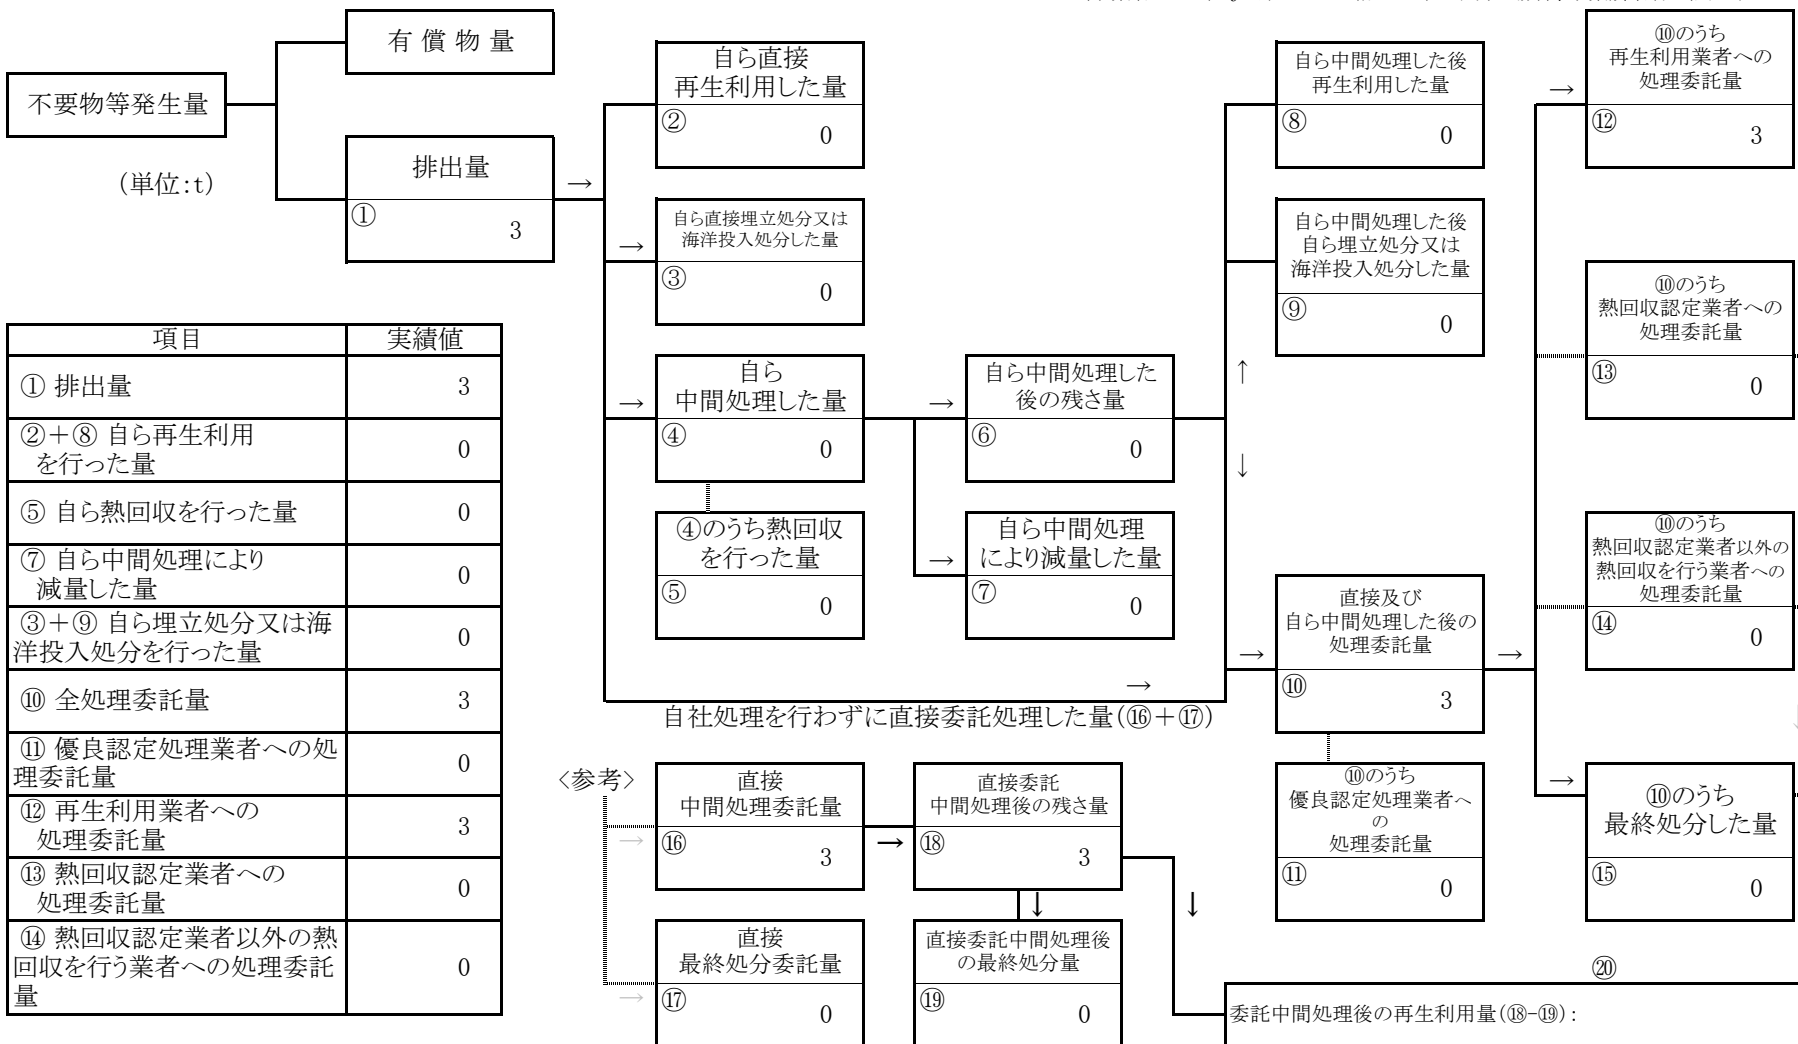 不要物等発生量
(単位:t)
有 償 物 量
排出量
①
3
→
自ら直接
再生利用した量
②
0
→
自ら直接埋立処分又は
海洋投入処分した量
③
0
→
自ら
中間処理した量
④
0
④のうち熱回収
を行った量
⑤
0
→
自ら中間処理した
後の残さ量
⑥
0
→
自ら中間処理
により減量した量
⑦
0
自ら中間処理した後
再生利用した量
⑧
0
自ら中間処理した後
自ら埋立処分又は
海洋投入処分した量
⑨
0
↑
↓
→
自社処理を行わずに直接委託処理した量(⑯+⑰)
→
直接及び
自ら中間処理した後の
処理委託量
⑩
3
→
⑩のうち
優良認定処理業者へ
の
処理委託量
⑪
0
→
⑩のうち
再生利用業者への
処理委託量
⑫
3
⑩のうち
熱回収認定業者への
処理委託量
⑬
0
⑩のうち
熱回収認定業者以外の
熱回収を行う業者への
処理委託量
⑭
0
→
⑩のうち
最終処分した量
⑮
0
項目 実績値
① 排出量 3
②+⑧ 自ら再生利用
を行った量 0
⑤ 自ら熱回収を行った量 0
⑦ 自ら中間処理により
減量した量 0
③+⑨ 自ら埋立処分又は海
洋投入処分を行った量 0
⑩ 全処理委託量 3
⑪ 優良認定処理業者への処
理委託量 0
⑫ 再生利用業者への
処理委託量 3
⑬ 熱回収認定業者への
処理委託量 0
⑭ 熱回収認定業者以外の熱
回収を行う業者への処理委託
量 0
<参考>
→
直接
中間処理委託量
⑯
3
→
直接委託
中間処理後の残さ量
⑱
3
↓
↓
→
直接
最終処分委託量
⑰
0
直接委託中間処理後
の最終処分量
⑲
0
⑳
委託中間処理後の再生利用量(⑱-⑲):